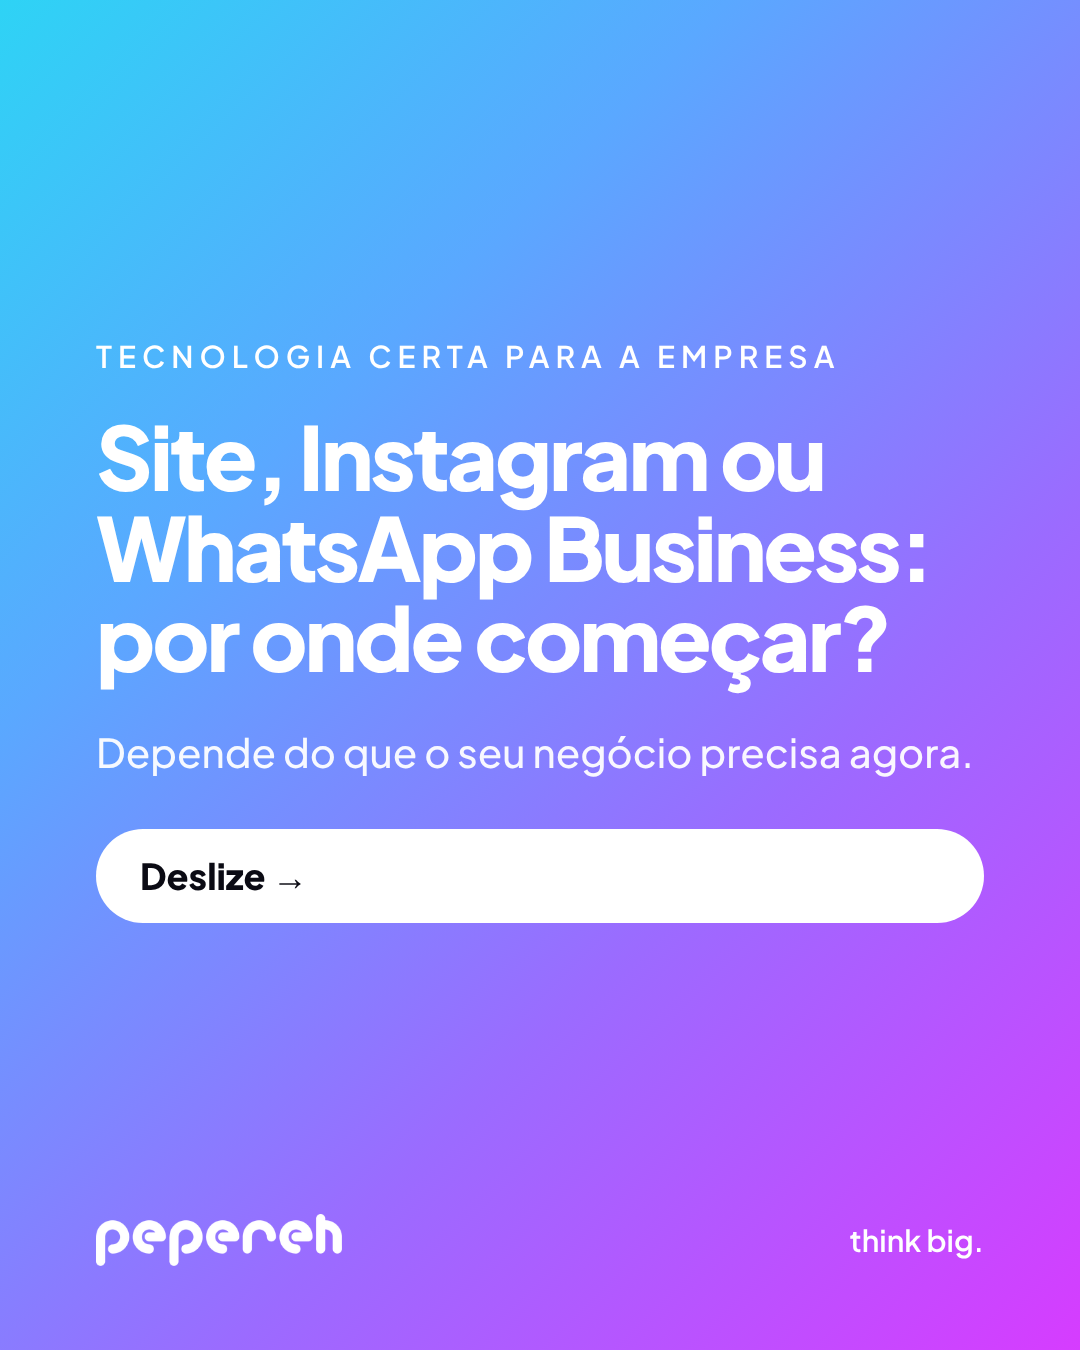 TECNOLOGIA CERTA PARA A EMPRESA
Site, Instagram ou
WhatsApp Business:
por onde começar?
Depende do que o seu negócio precisa agora.
Deslize →
pepereh
think big.